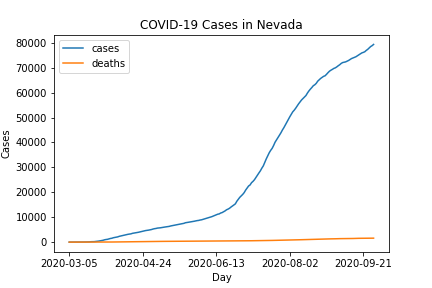 COVID-19 Cases in Nevada
cases
deaths
80000
70000
60000
50000
40000
30000
20000
10000
0
Cases
2020-03-05 2020-04-24 2020-06-13 2020-08-02 2020-09-21
Day